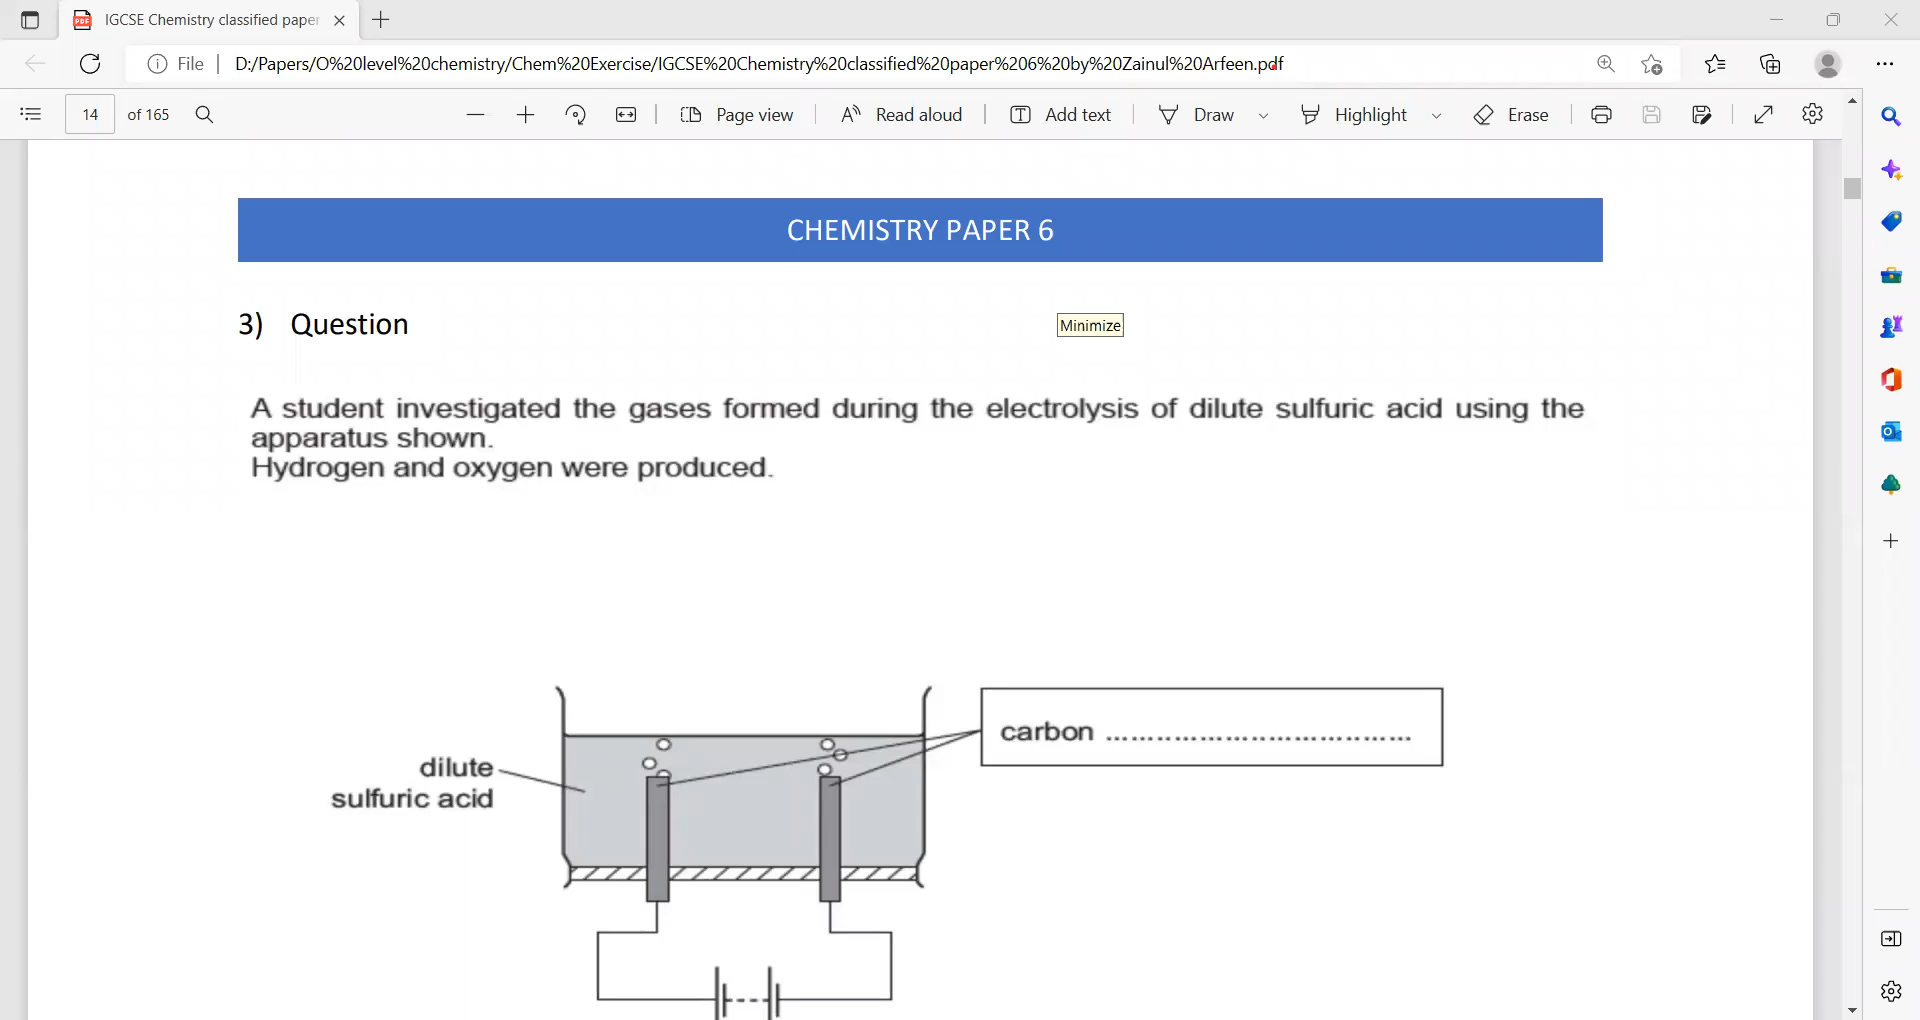 IGCSE Chemistry classified paper
File
D:/Papers/O%20level%20chemistry/Chem%20Exercise/IGCSE%20Chemistry%20classified%20paper%206%20by%20Zainul%20Arfeen.pdf
14 of 165
Page view
Read aloud
Add text
Draw
Highlight
Erase
CHEMISTRY PAPER 6
3) Question
Minimize
A student investigated the gases formed during the electrolysis of dilute sulfuric acid using the
apparatus shown.
Hydrogen and oxygen were produced.
carbon ....................................
dilute
sulfuric acid